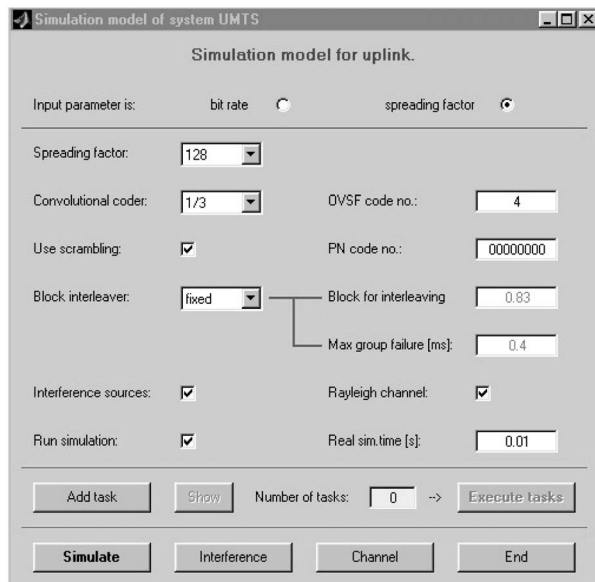 Simulation model of system UMTS
Simulation model for uplink.
Input parameter is: bit rate spreading factor
Spreading factor: 128
Convolutional coder: 1/3 OVSF code no.: 4
Use scrambling: PN code no.: 00000000
Block interleaver: fixed Block for interleaving 0.83
Max group failure [ms]: 0.4
Interference sources: Rayleigh channel:
Run simulation: Real sim.time [s]: 0.01
Add task Show Number of tasks: 0 --> Execute tasks
Simulate Interference Channel End